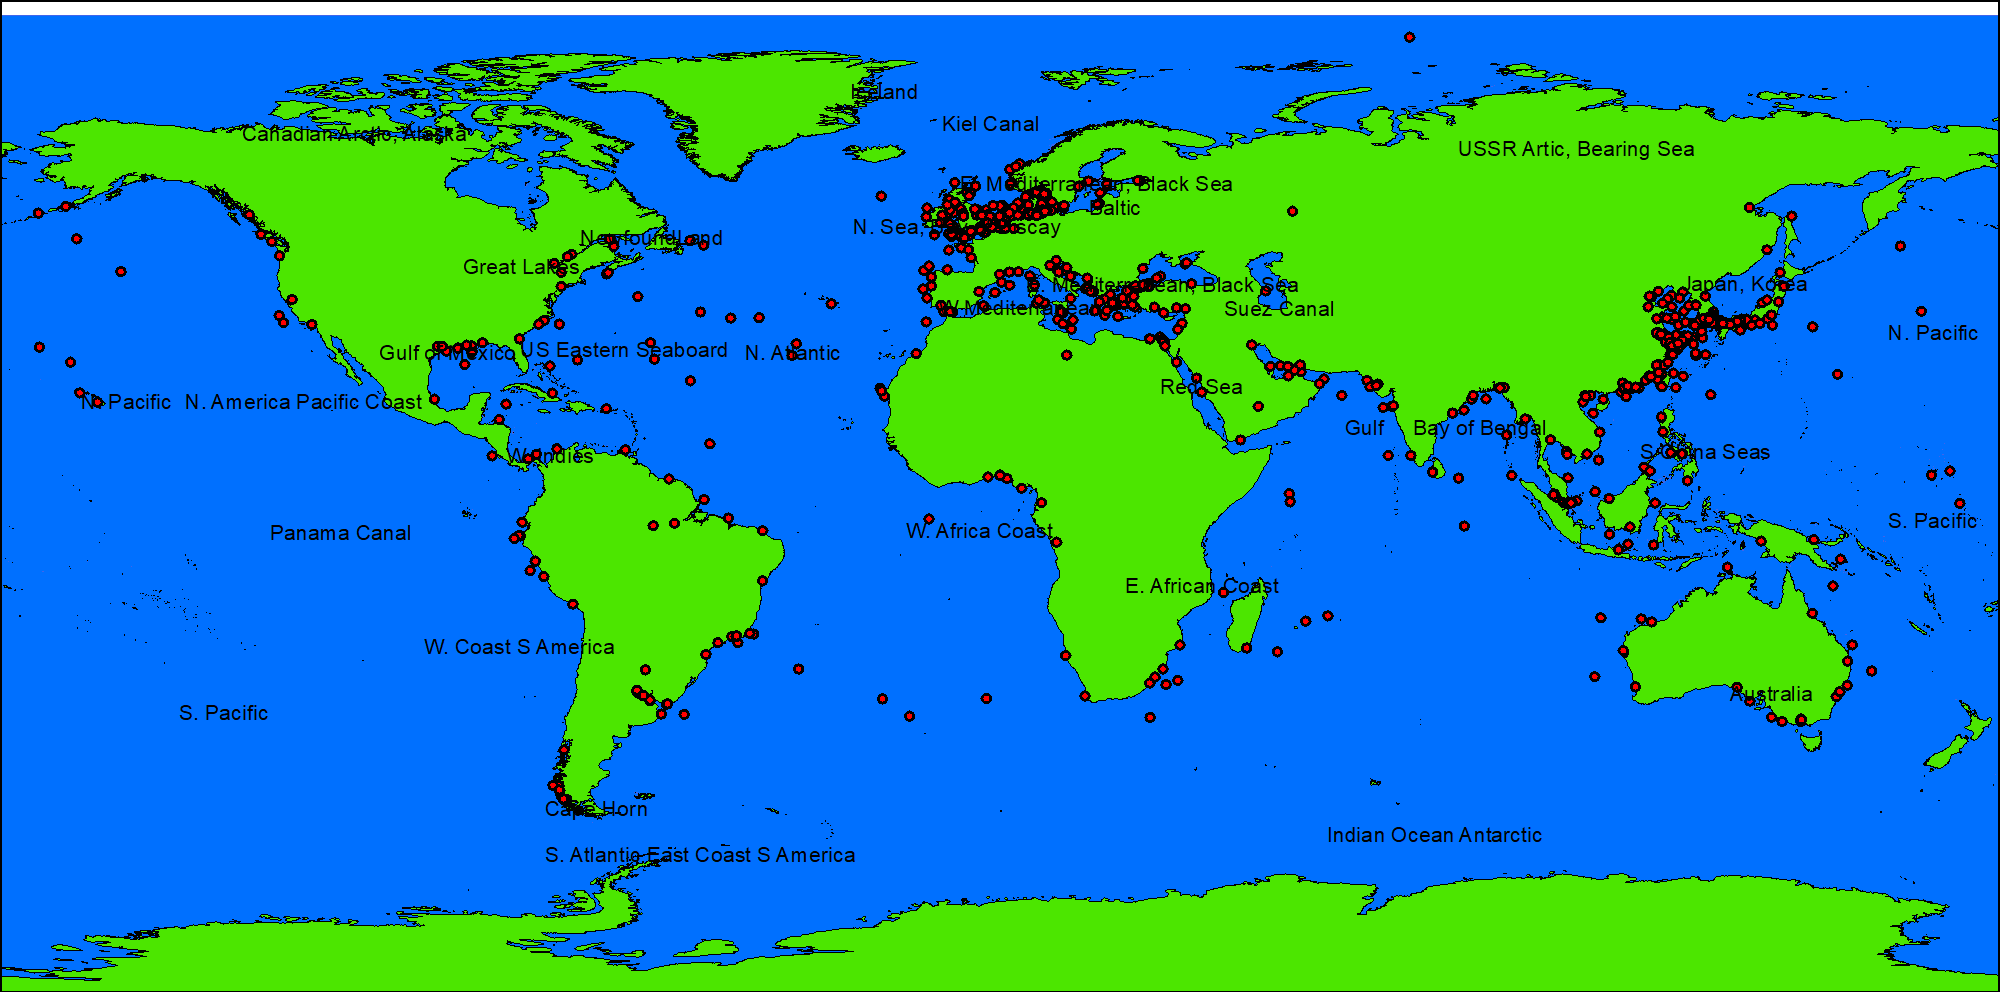 Iceland
Kiel Canal
Canadian Arctic, Alaska
USSR Artic, Bearing Sea
E. Mediterranean, Black Sea
Baltic
N. Sea, Biscay
NewfoundLand
Great Lakes
E. Mediterranean, Black Sea
Japan, Korea
W Mediterranean
Suez Canal
N. Pacific
Gulf of Mexico
US Eastern Seaboard
N. Atlantic
Red Sea
N. Pacific
N. America Pacific Coast
Gulf
Bay of Bengal
W. Indies
S China Seas
S. Pacific
Panama Canal
W. Africa Coast
E. African Coast
W. Coast S America
Australia
S. Pacific
Cape Horn
Indian Ocean Antarctic
S. Atlantic East Coast S America